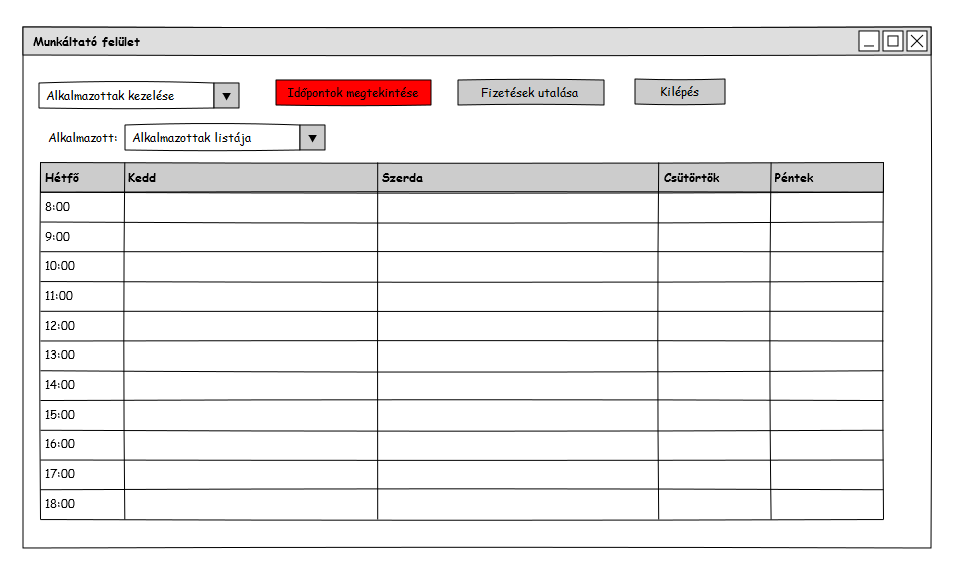 Munkáltató felület
Alkalmazottak kezelése Időpontok megtekintése Fizetések utalása Kilépés
Alkalmazott: Alkalmazottak listája
Hétfő Kedd Szerda Csütörtök Péntek
8:00
9:00
10:00
11:00
12:00
13:00
14:00
15:00
16:00
17:00
18:00